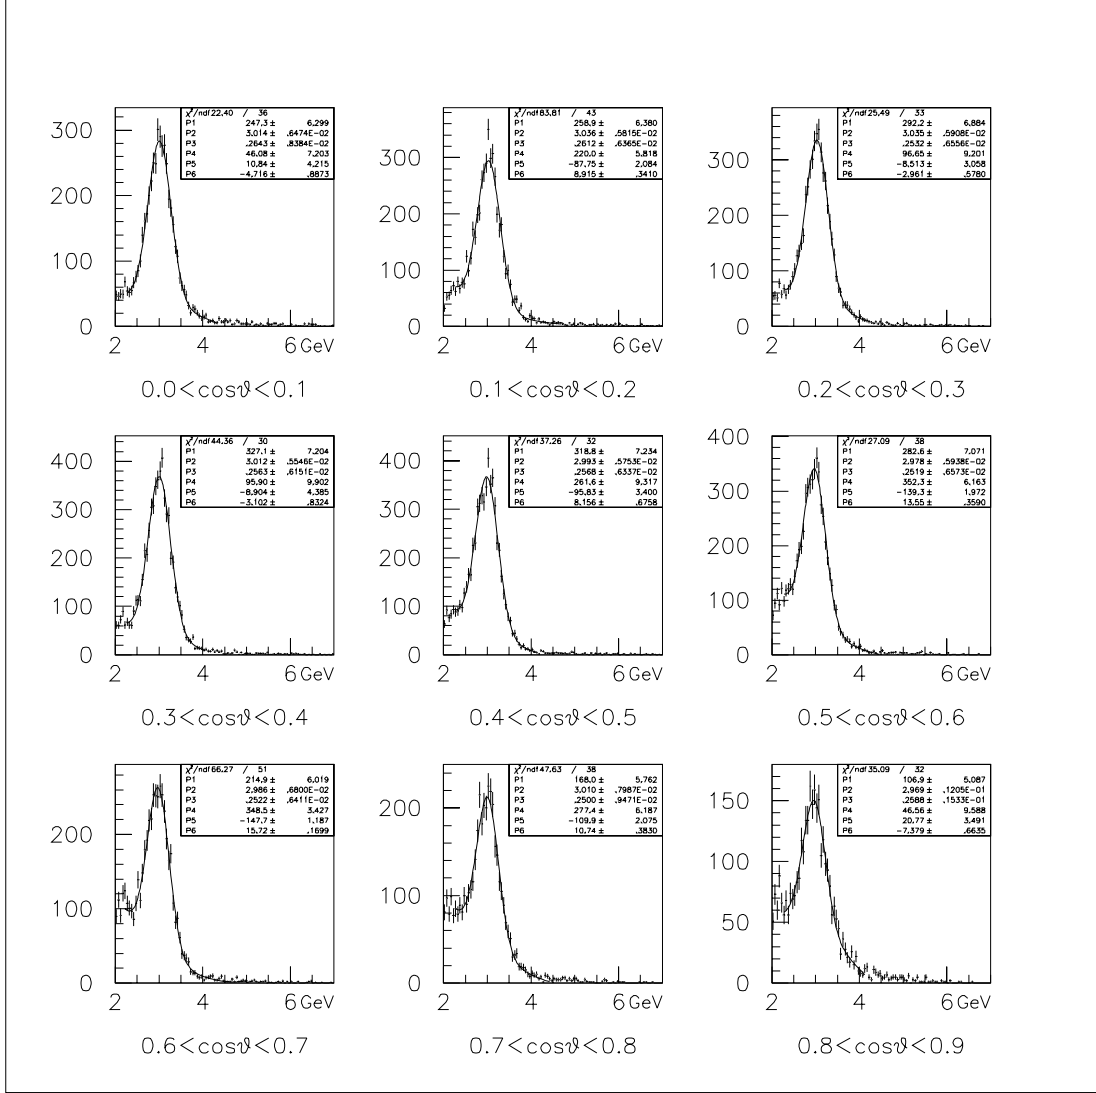 χ²/ndf 22.40 / 36
P1 247.3 ± 6.299
P2 3.014 ± .6474E-02
P3 .2643 ± .8384E-02
P4 46.08 ± 7.203
P5 10.84 ± 4.215
P6 -4.716 ± .8873
300
200
100
0
2 4 6 GeV
0.0<cosϑ<0.1
χ²/ndf 83.81 / 43
P1 258.9 ± 6.380
P2 3.036 ± .5815E-02
P3 .2612 ± .6365E-02
P4 220.0 ± 5.818
P5 -87.75 ± 2.084
P6 8.915 ± .3410
300
200
100
0
2 4 6 GeV
0.1<cosϑ<0.2
χ²/ndf 25.49 / 33
P1 292.2 ± 6.884
P2 3.035 ± .5908E-02
P3 .2532 ± .6556E-02
P4 96.65 ± 9.201
P5 -8.513 ± 3.058
P6 -2.961 ± .5780
300
200
100
0
2 4 6 GeV
0.2<cosϑ<0.3
χ²/ndf 44.36 / 30
P1 327.1 ± 7.204
P2 3.012 ± .5546E-02
P3 .2563 ± .6151E-02
P4 95.90 ± 9.902
P5 -8.904 ± 4.385
P6 -3.102 ± .8324
400
300
200
100
0
2 4 6 GeV
0.3<cosϑ<0.4
χ²/ndf 37.26 / 32
P1 318.8 ± 7.234
P2 2.993 ± .5753E-02
P3 .2568 ± .6337E-02
P4 261.6 ± 9.317
P5 -95.83 ± 3.400
P6 8.156 ± .6758
400
300
200
100
0
2 4 6 GeV
0.4<cosϑ<0.5
χ²/ndf 27.09 / 38
P1 282.6 ± 7.071
P2 2.978 ± .5938E-02
P3 .2519 ± .6573E-02
P4 352.3 ± 6.163
P5 -139.3 ± 1.972
P6 13.55 ± .3590
400
300
200
100
0
2 4 6 GeV
0.5<cosϑ<0.6
χ²/ndf 66.27 / 51
P1 214.9 ± 6.019
P2 2.986 ± .6800E-02
P3 .2522 ± .6411E-02
P4 348.5 ± 3.427
P5 -147.7 ± 1.187
P6 15.72 ± .1699
200
100
0
2 4 6 GeV
0.6<cosϑ<0.7
χ²/ndf 47.63 / 38
P1 168.0 ± 5.762
P2 3.010 ± .7987E-02
P3 .2500 ± .9471E-02
P4 277.4 ± 6.187
P5 -109.9 ± 2.075
P6 10.74 ± .3830
200
100
0
2 4 6 GeV
0.7<cosϑ<0.8
χ²/ndf 35.09 / 32
P1 106.9 ± 5.087
P2 2.969 ± .1205E-01
P3 .2588 ± .1533E-01
P4 46.56 ± 9.588
P5 20.77 ± 3.491
P6 -7.379 ± .6635
150
100
50
0
2 4 6 GeV
0.8<cosϑ<0.9